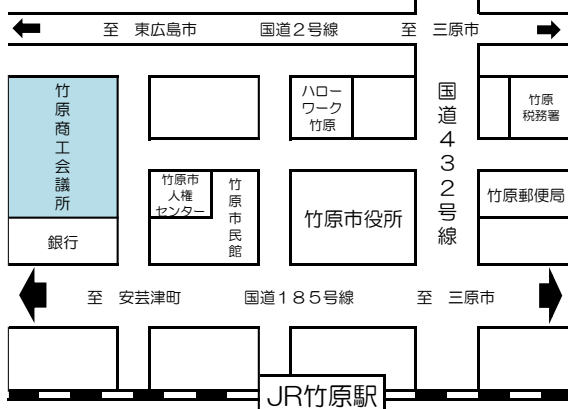 至　東広島市　国道２号線　至　三原市
竹原商工会議所
ハロー
ワーク
竹原
国道４３２号線
竹原
税務署
竹原市
人権
センター
竹原市民館
竹原市役所
竹原郵便局
銀行
至　安芸津町　国道１８５号線　至　三原市
JR竹原駅